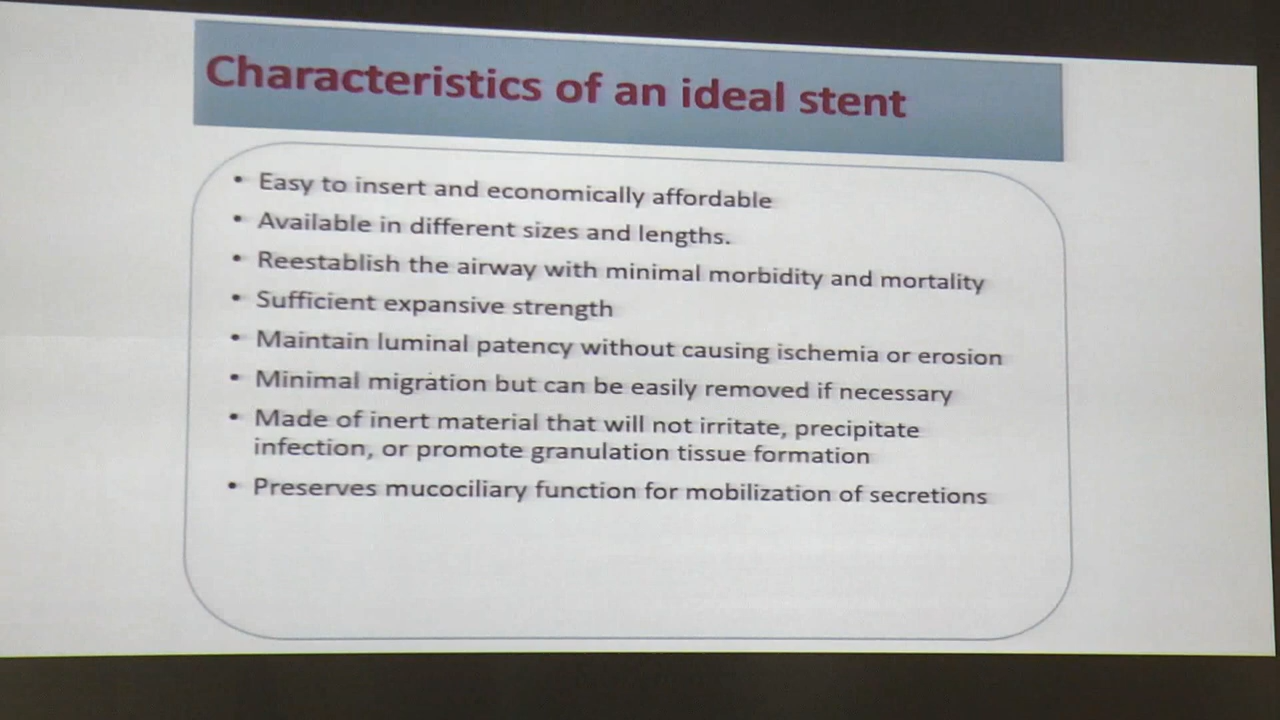 Characteristics of an ideal stent
• Easy to insert and economically affordable
• Available in different sizes and lengths.
• Reestablish the airway with minimal morbidity and mortality
• Sufficient expansive strength
• Maintain luminal patency without causing ischemia or erosion
• Minimal migration but can be easily removed if necessary
• Made of inert material that will not irritate, precipitate
infection, or promote granulation tissue formation
• Preserves mucociliary function for mobilization of secretions